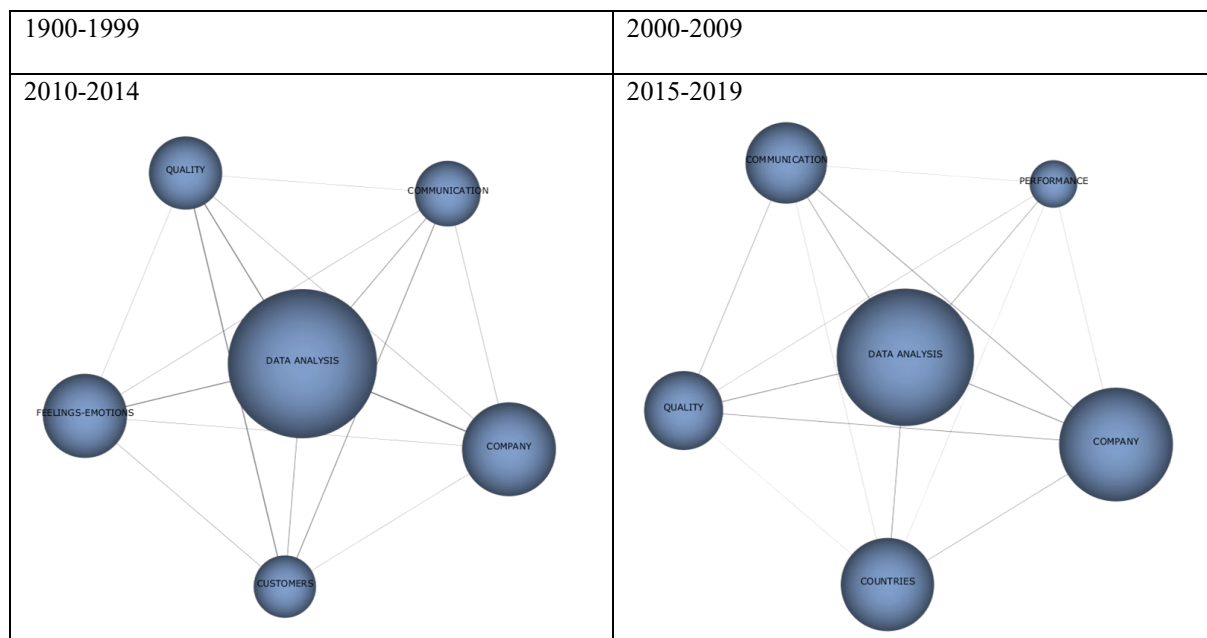 1900-1999
2000-2009
2010-2014
QUALITY
COMMUNICATION
DATA ANALYSIS
FEELINGS-EMOTIONS
COMPANY
CUSTOMERS
2015-2019
COMMUNICATION
PERFORMANCE
DATA ANALYSIS
QUALITY
COMPANY
COUNTRIES